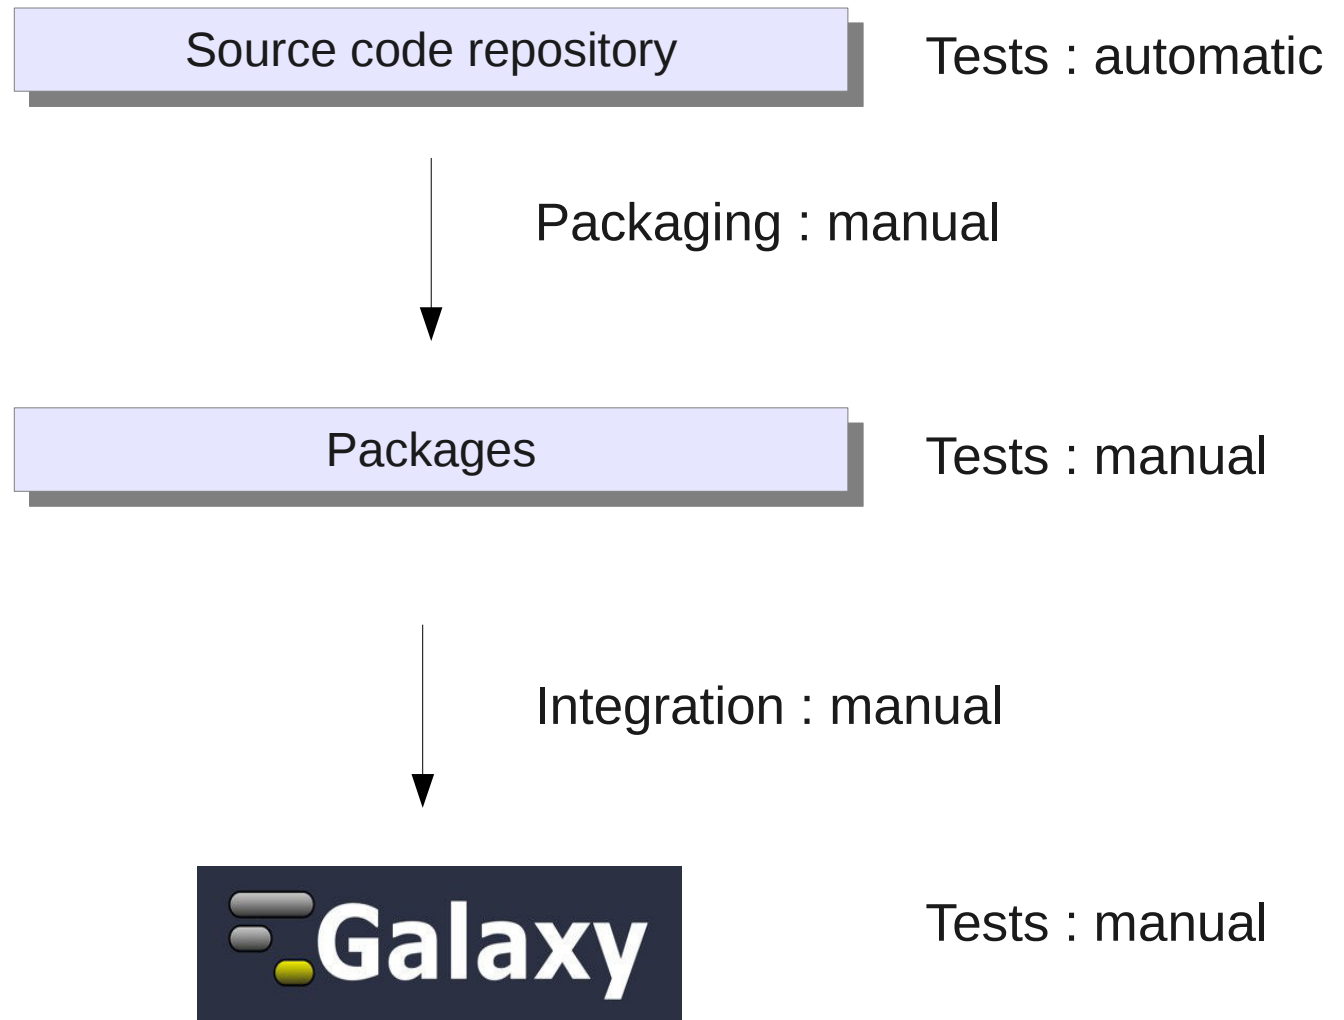 Source code repository
Tests : automatic
Packaging : manual
Packages
Tests : manual
Integration : manual
Galaxy
Tests : manual